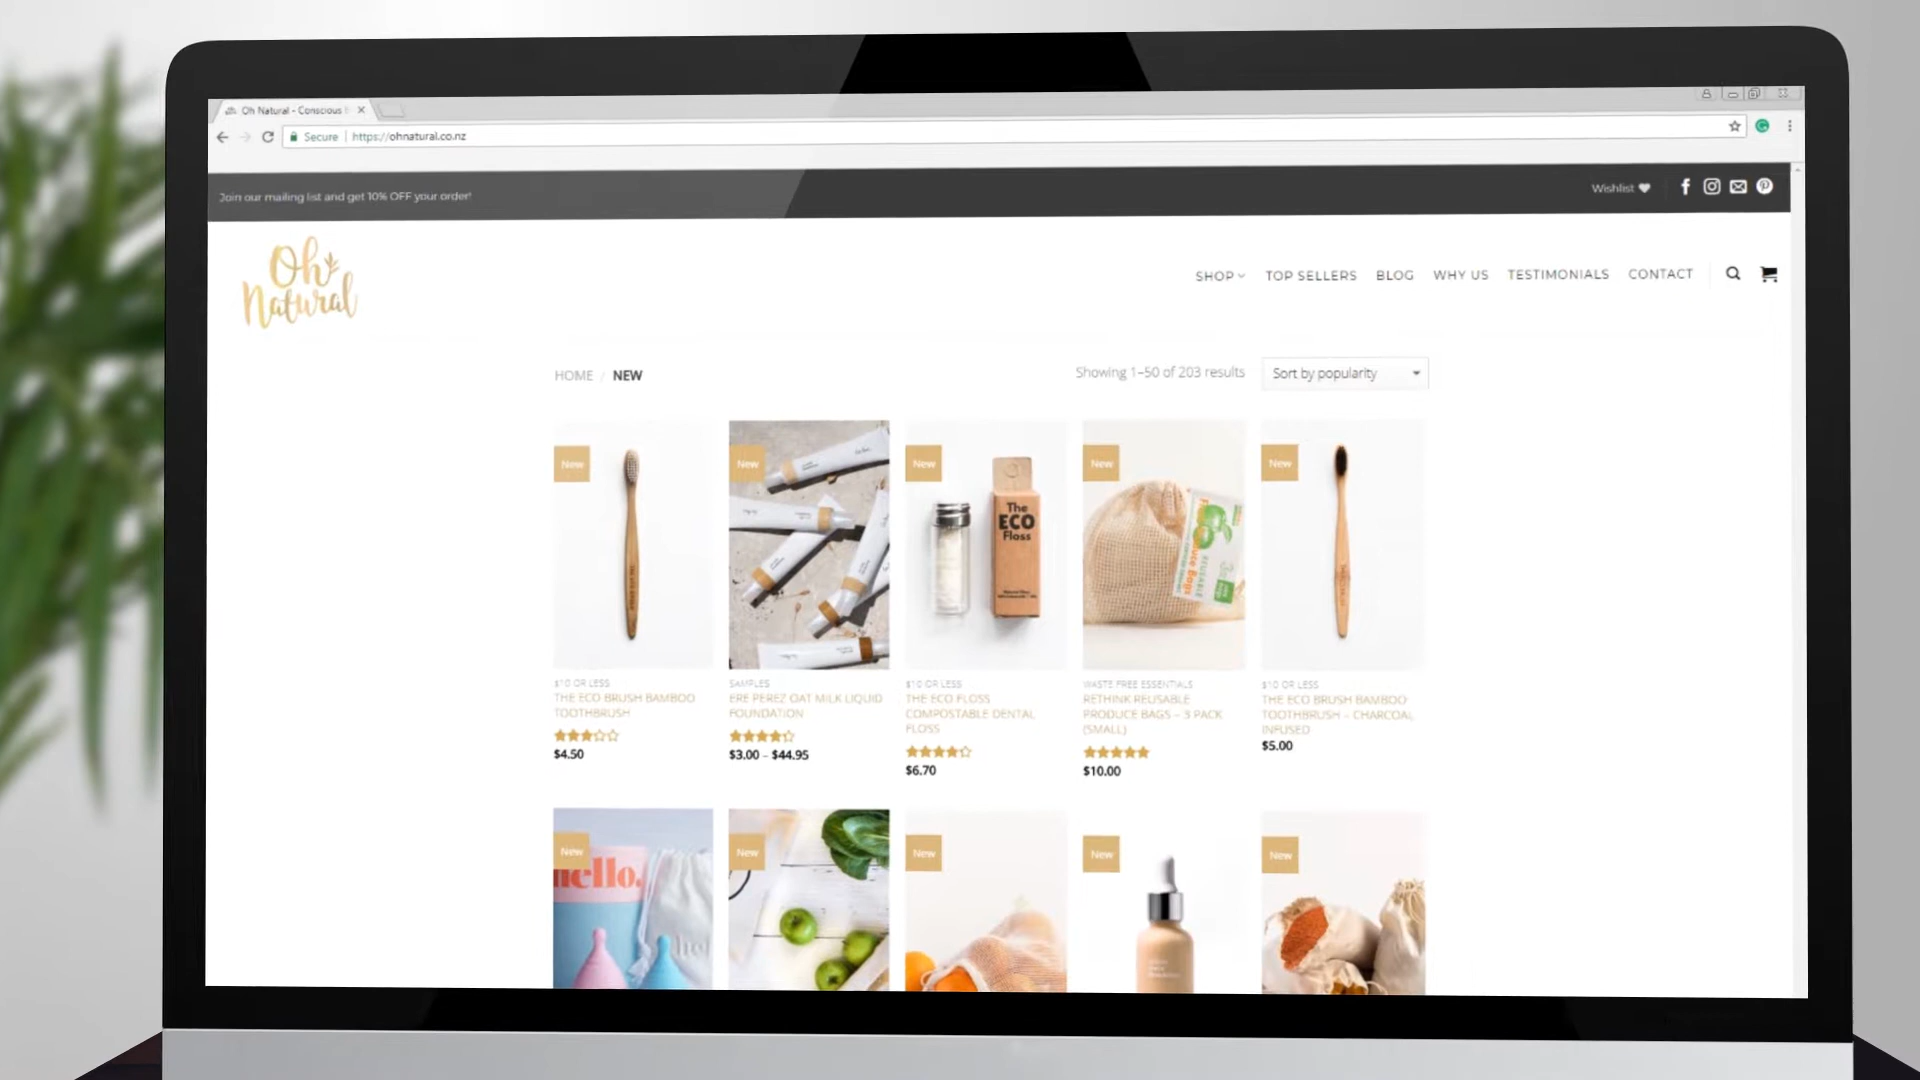 Oh Natural - Conscious
Secure
https://ohnatural.co.nz
Join our mailing list and get 10% OFF your order!
Wishlist
Oh
Natural
SHOP
TOP SELLERS
BLOG
WHY US
TESTIMONIALS
CONTACT
HOME / NEW
Showing 1–50 of 203 results
Sort by popularity
New
New
New
New
New
The
ECO
Floss
$10 OR LESS
THE ECO BRUSH BAMBOO
TOOTHBRUSH
$4.50
SAMPLES
ERE PEREZ OAT MILK LIQUID
FOUNDATION
$3.00 – $44.95
$10 OR LESS
THE ECO FLOSS
COMPOSTABLE DENTAL
FLOSS
$6.70
WASTE FREE ESSENTIALS
RETHINK REUSABLE
PRODUCE BAGS – 3 PACK
(SMALL)
$10.00
$10 OR LESS
THE ECO BRUSH BAMBOO
TOOTHBRUSH – CHARCOAL
INFUSED
$5.00
New
New
New
New
New
hello.